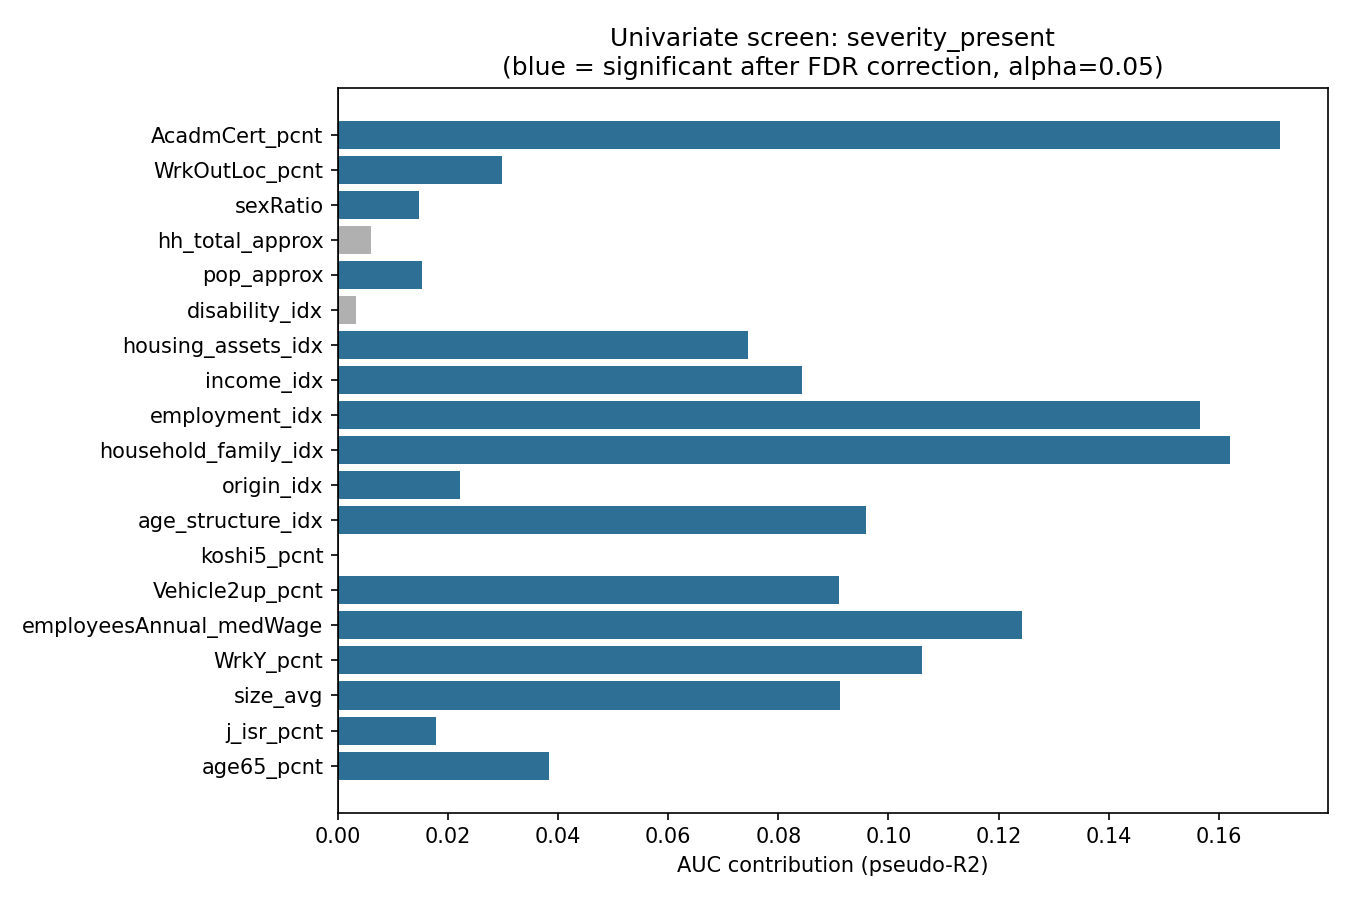 Univariate screen: severity_present
(blue = significant after FDR correction, alpha=0.05)
AcadmCert_pcnt
WrkOutLoc_pcnt
sexRatio
hh_total_approx
pop_approx
disability_idx
housing_assets_idx
income_idx
employment_idx
household_family_idx
origin_idx
age_structure_idx
koshi5_pcnt
Vehicle2up_pcnt
employeesAnnual_medWage
WrkY_pcnt
size_avg
j_isr_pcnt
age65_pcnt
0.00 0.02 0.04 0.06 0.08 0.10 0.12 0.14 0.16
AUC contribution (pseudo-R2)